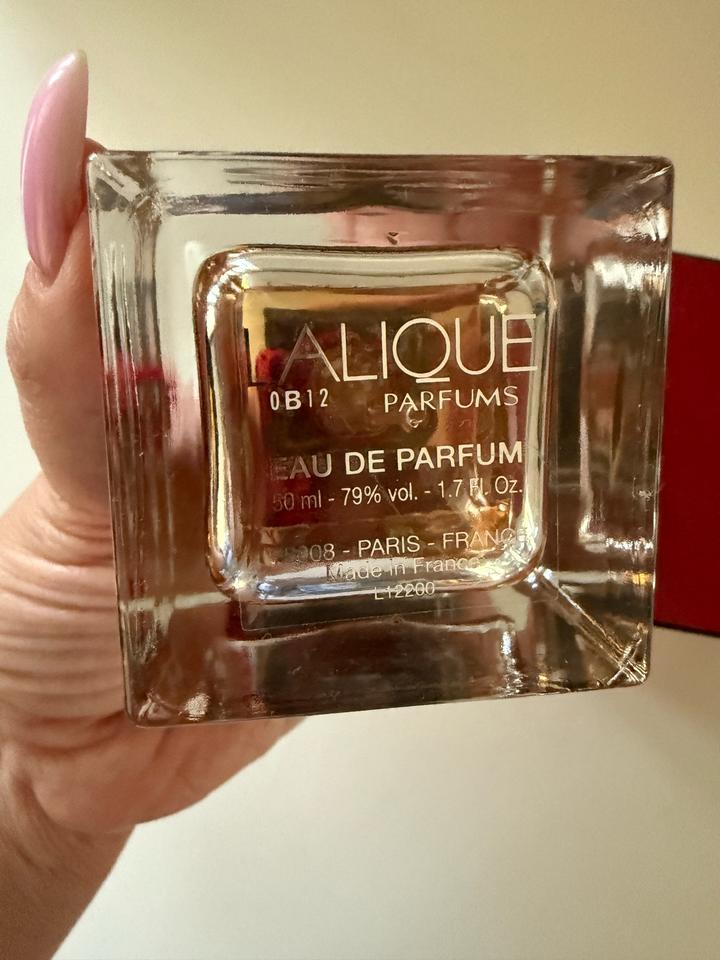 LALIQUE
0B12 PARFUMS
EAU DE PARFUM
50 ml - 79% vol. - 1.7 Fl. Oz.
- PARIS - FRANCE
Made in France
L12200